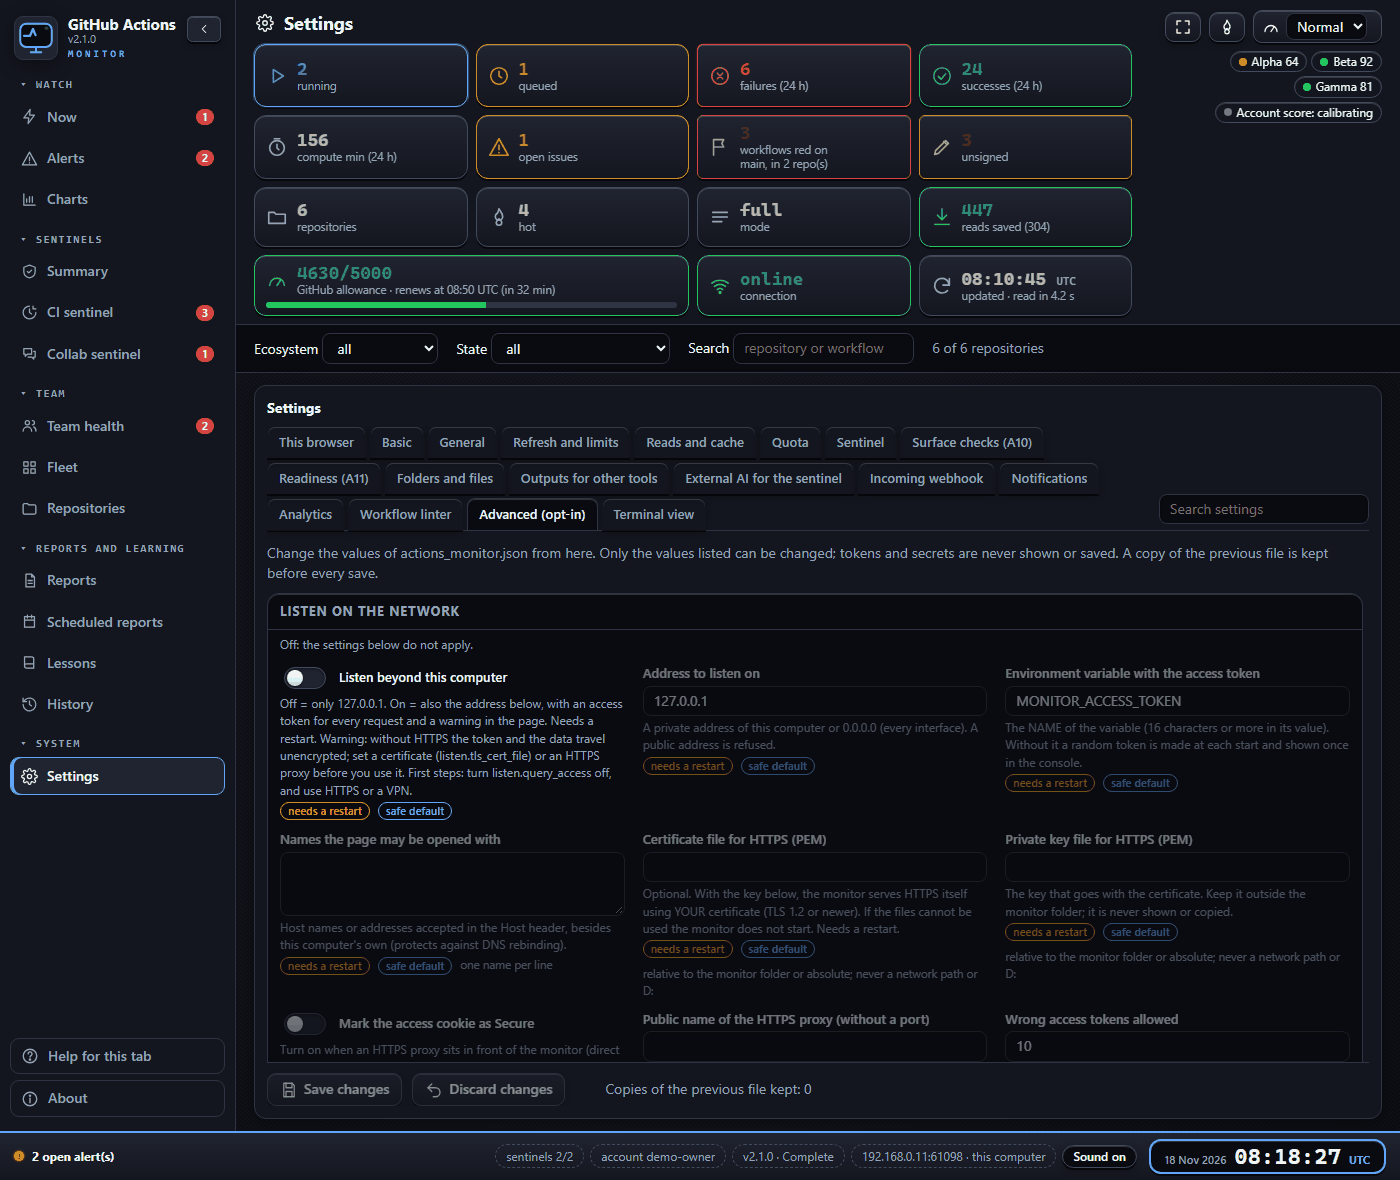 GitHub Actions
v2.1.0
MONITOR
WATCH
Now 1
Alerts 2
Charts
SENTINELS
Summary
CI sentinel 3
Collab sentinel 1
TEAM
Team health 2
Fleet
Repositories
REPORTS AND LEARNING
Reports
Scheduled reports
Lessons
History
SYSTEM
Settings
Help for this tab
About
Settings
Normal
Alpha 64
Beta 92
Gamma 81
Account score: calibrating
2
running
1
queued
6
failures (24 h)
24
successes (24 h)
156
compute min (24 h)
1
open issues
3
workflows red on
main, in 2 repo(s)
3
unsigned
6
repositories
4
hot
full
mode
447
reads saved (304)
4630/5000
GitHub allowance · renews at 08:50 UTC (in 32 min)
online
connection
08:10:45 UTC
updated · read in 4.2 s
Ecosystem all State all Search repository or workflow 6 of 6 repositories
Settings
This browser Basic General Refresh and limits Reads and cache Quota Sentinel Surface checks (A10)
Readiness (A11) Folders and files Outputs for other tools External AI for the sentinel Incoming webhook Notifications
Analytics Workflow linter Advanced (opt-in) Terminal view Search settings
Change the values of actions_monitor.json from here. Only the values listed can be changed; tokens and secrets are never shown or saved. A copy of the previous file is kept
before every save.
LISTEN ON THE NETWORK
Off: the settings below do not apply.
Listen beyond this computer
Off = only 127.0.0.1. On = also the address below, with an access
token for every request and a warning in the page. Needs a
restart. Warning: without HTTPS the token and the data travel
unencrypted; set a certificate (listen.tls_cert_file) or an HTTPS
proxy before you use it. First steps: turn listen.query_access off,
and use HTTPS or a VPN.
needs a restart safe default
Address to listen on
127.0.0.1
A private address of this computer or 0.0.0.0 (every interface). A
public address is refused.
needs a restart safe default
Environment variable with the access token
MONITOR_ACCESS_TOKEN
The NAME of the variable (16 characters or more in its value).
Without it a random token is made at each start and shown once
in the console.
needs a restart safe default
Names the page may be opened with
Host names or addresses accepted in the Host header, besides
this computer's own (protects against DNS rebinding).
needs a restart safe default one name per line
Certificate file for HTTPS (PEM)
Optional. With the key below, the monitor serves HTTPS itself
using YOUR certificate (TLS 1.2 or newer). If the files cannot be
used the monitor does not start. Needs a restart.
needs a restart safe default
relative to the monitor folder or absolute; never a network path or
D:
Private key file for HTTPS (PEM)
The key that goes with the certificate. Keep it outside the
monitor folder; it is never shown or copied.
needs a restart safe default
relative to the monitor folder or absolute; never a network path or
D:
Mark the access cookie as Secure
Turn on when an HTTPS proxy sits in front of the monitor (direct
Public name of the HTTPS proxy (without a port)
Wrong access tokens allowed
10
Save changes Discard changes Copies of the previous file kept: 0
2 open alert(s) sentinels 2/2 account demo-owner v2.1.0 · Complete 192.168.0.11:61098 · this computer Sound on 18 Nov 2026 08:18:27 UTC